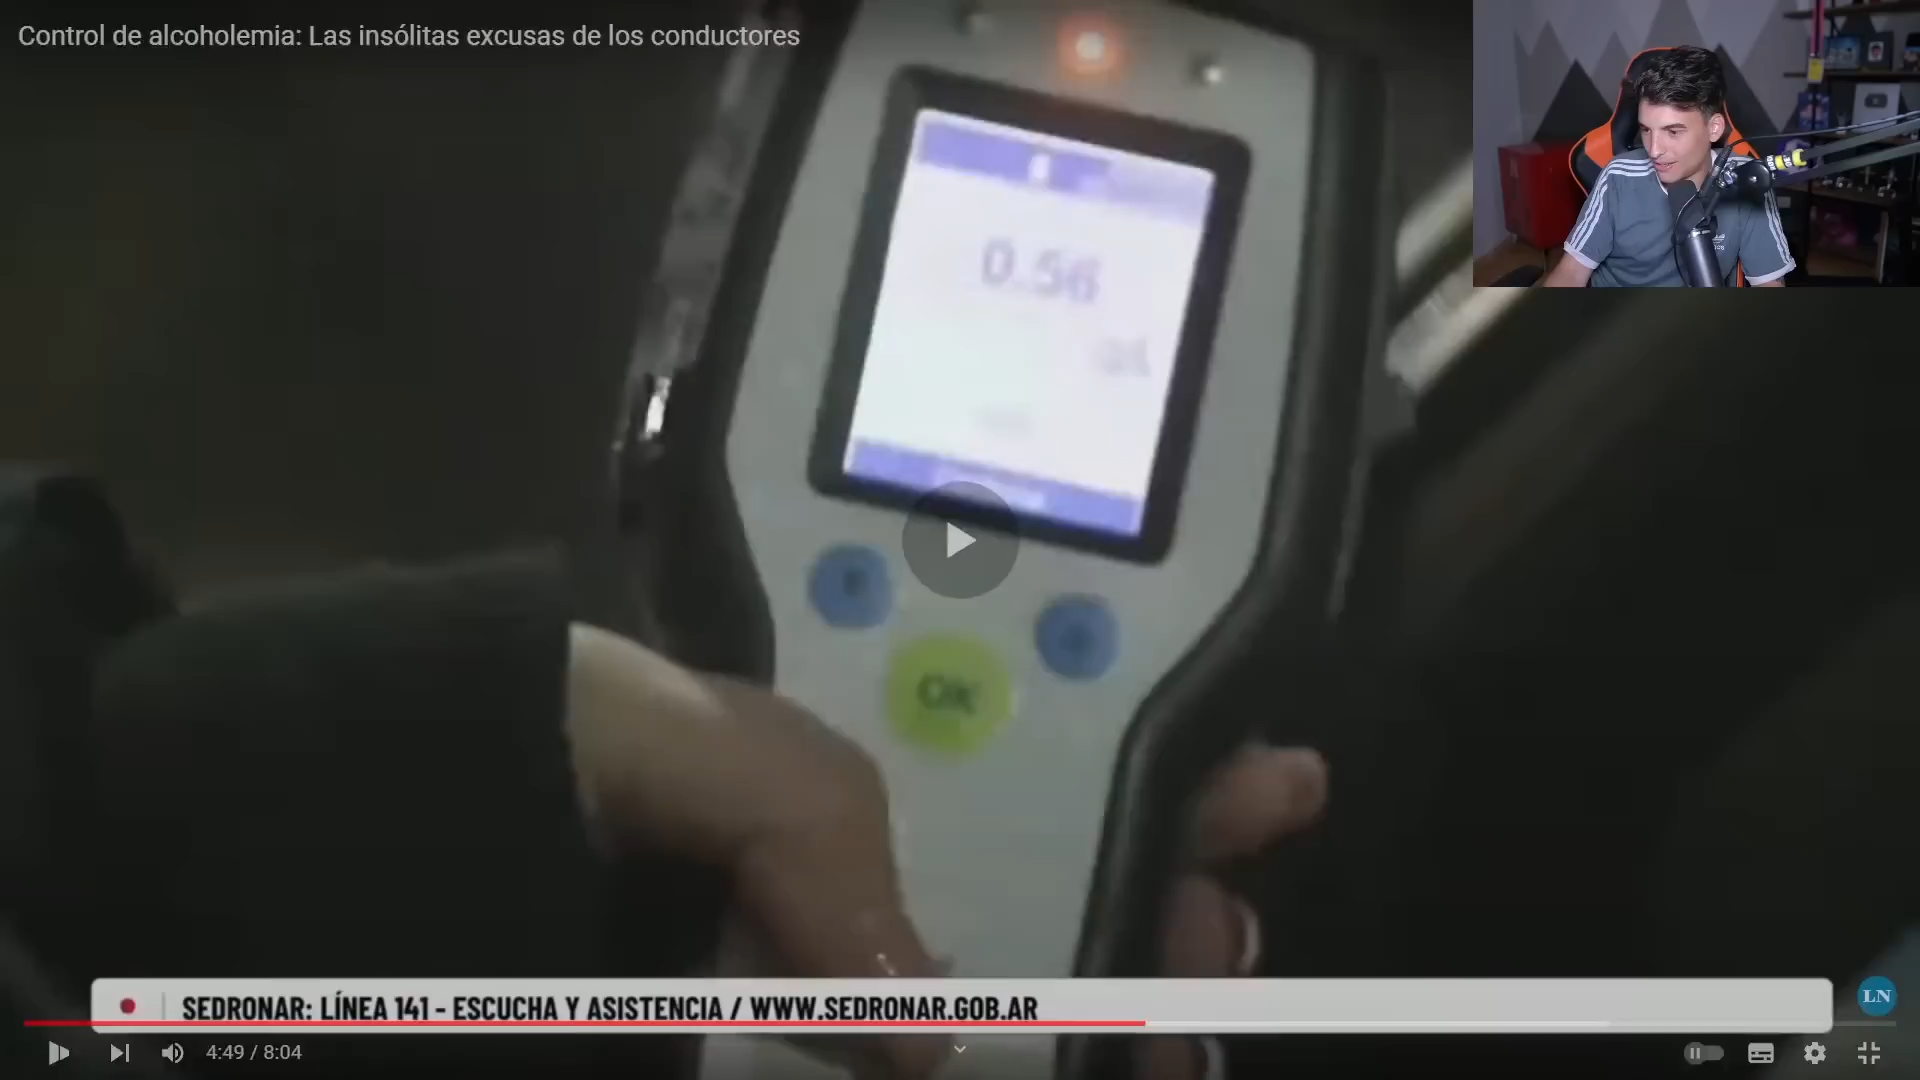 Control de alcoholemia: Las insólitas excusas de los conductores
0.56
OK
SEDRONAR: LÍNEA 141 - ESCUCHA Y ASISTENCIA / WWW.SEDRONAR.GOB.AR
LN
4:49 / 8:04